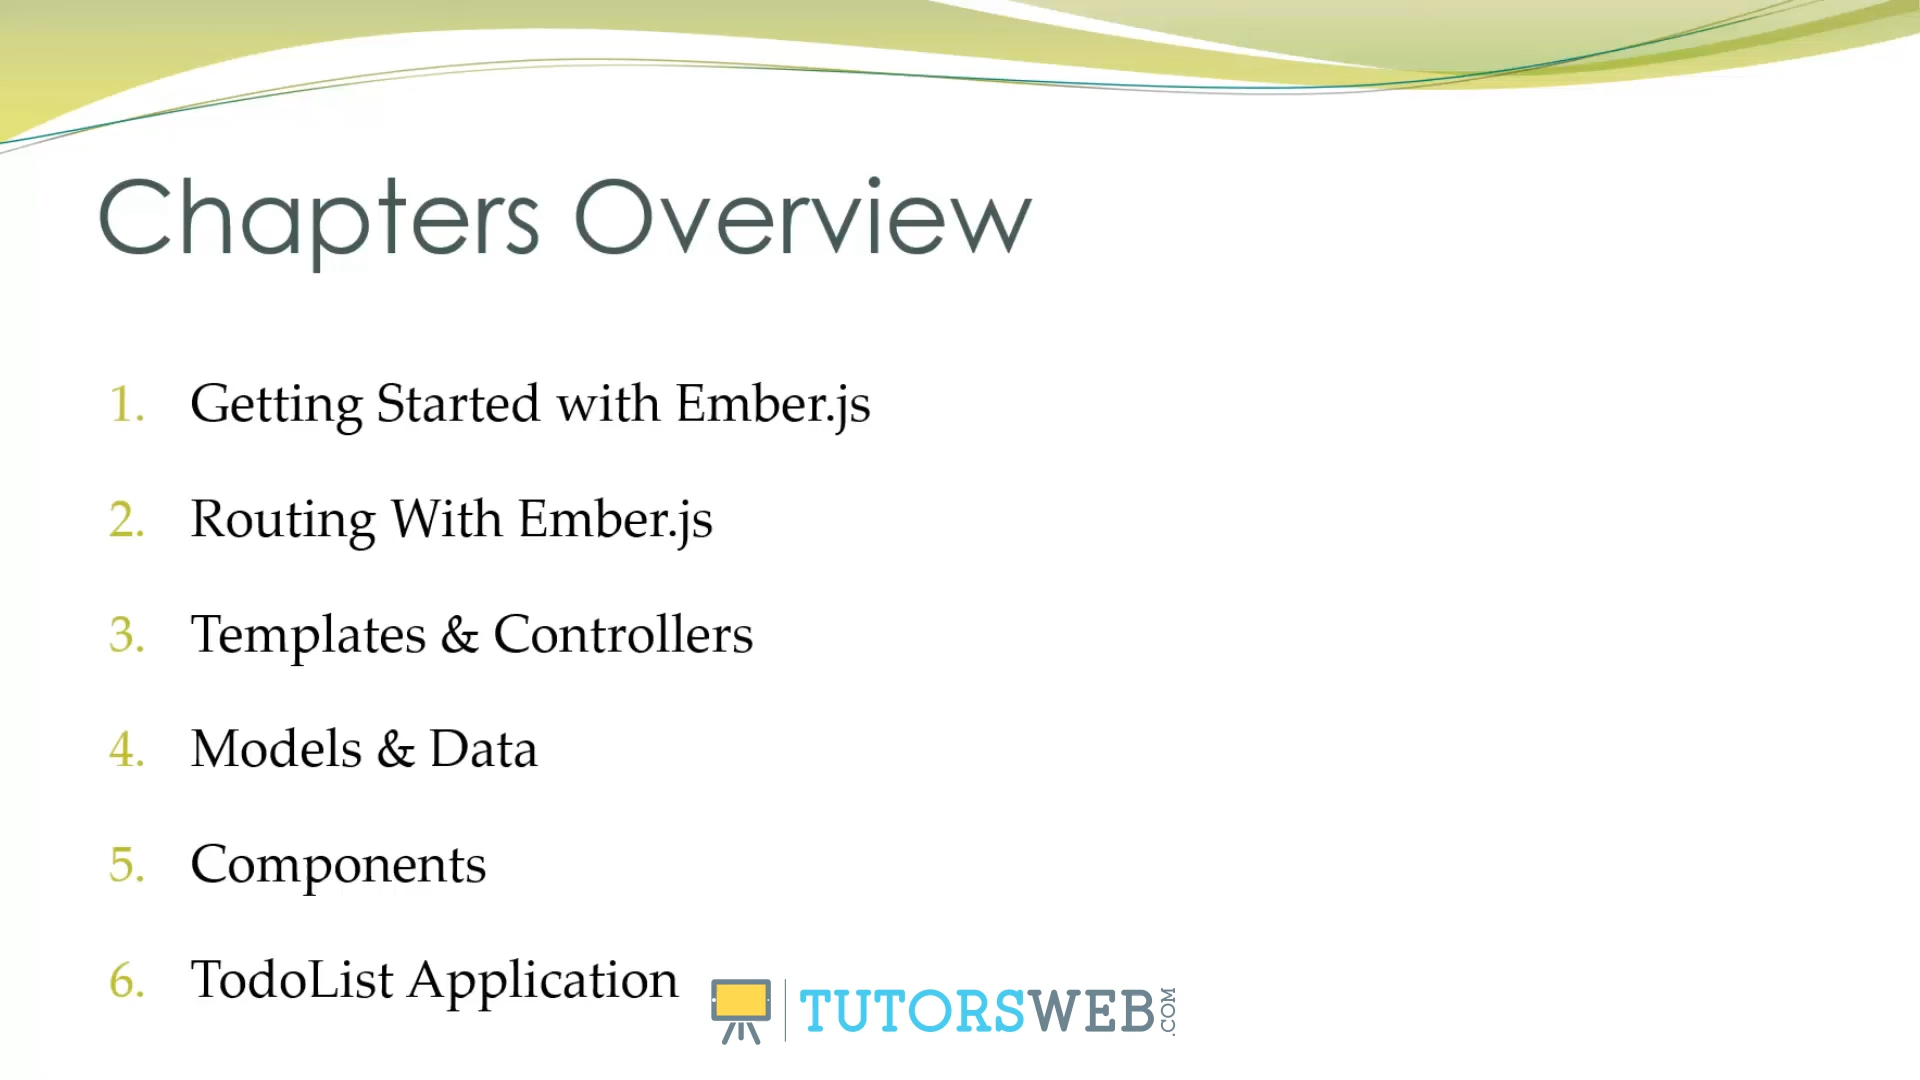 Chapters Overview
1. Getting Started with Ember.js
2. Routing With Ember.js
3. Templates & Controllers
4. Models & Data
5. Components
6. TodoList Application
TUTORSWEB.COM